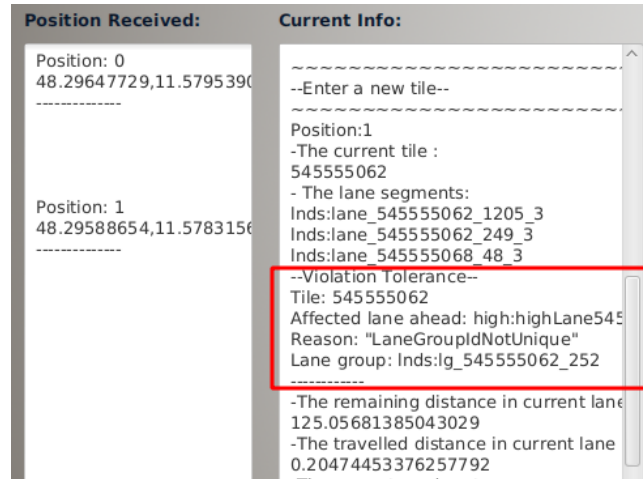 Position Received:
Position: 0
48.29647729,11.5795390
--------------
Position: 1
48.29588654,11.5783156
--------------
Current Info:
~~~~~~~~~~~~~~~~~~~~~~~~
--Enter a new tile--
~~~~~~~~~~~~~~~~~~~~~~~~
Position:1
-The current tile :
545555062
- The lane segments:
lnds:lane_545555062_1205_3
lnds:lane_545555062_249_3
lnds:lane_545555068_48_3
--Violation Tolerance--
Tile: 545555062
Affected lane ahead: high:highLane545
Reason: "LaneGroupIdNotUnique"
Lane group: lnds:lg_545555062_252
------------
-The remaining distance in current lane
125.05681385043029
-The travelled distance in current lane
0.20474453376257792